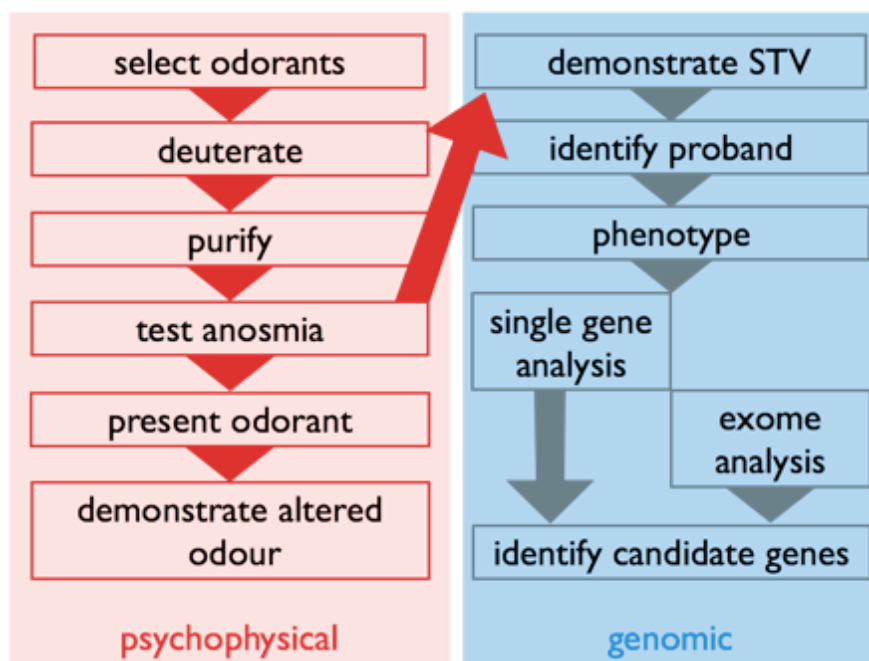 select odorants
deuterate
purify
test anosmia
present odorant
demonstrate altered
odour
psychophysical
demonstrate STV
identify proband
phenotype
single gene
analysis
exome
analysis
identify candidate genes
genomic